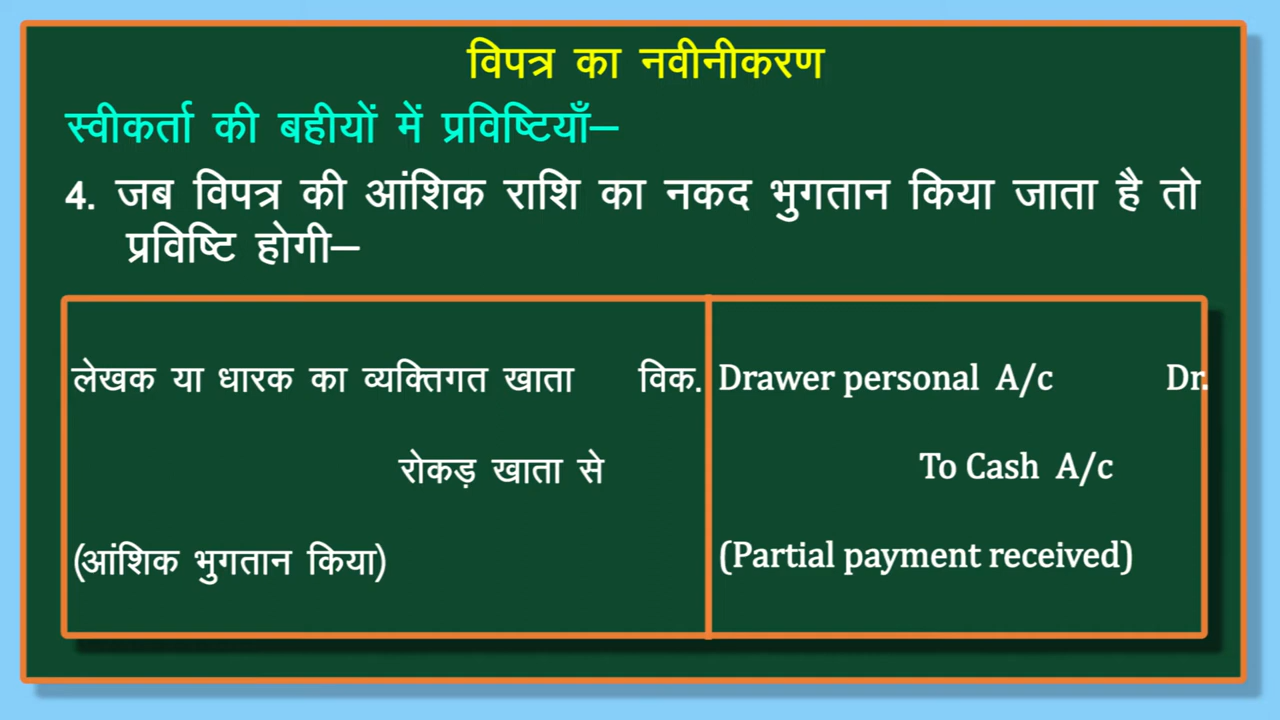 विपत्र का नवीनीकरण
स्वीकर्ता की बहीयों में प्रविष्टियाँ–
4. जब विपत्र की आंशिक राशि का नकद भुगतान किया जाता है तो
प्रविष्टि होगी–
लेखक या धारक का व्यक्तिगत खाता विक.
रोकड़ खाता से
(आंशिक भुगतान किया)
Drawer personal A/c Dr.
To Cash A/c
(Partial payment received)